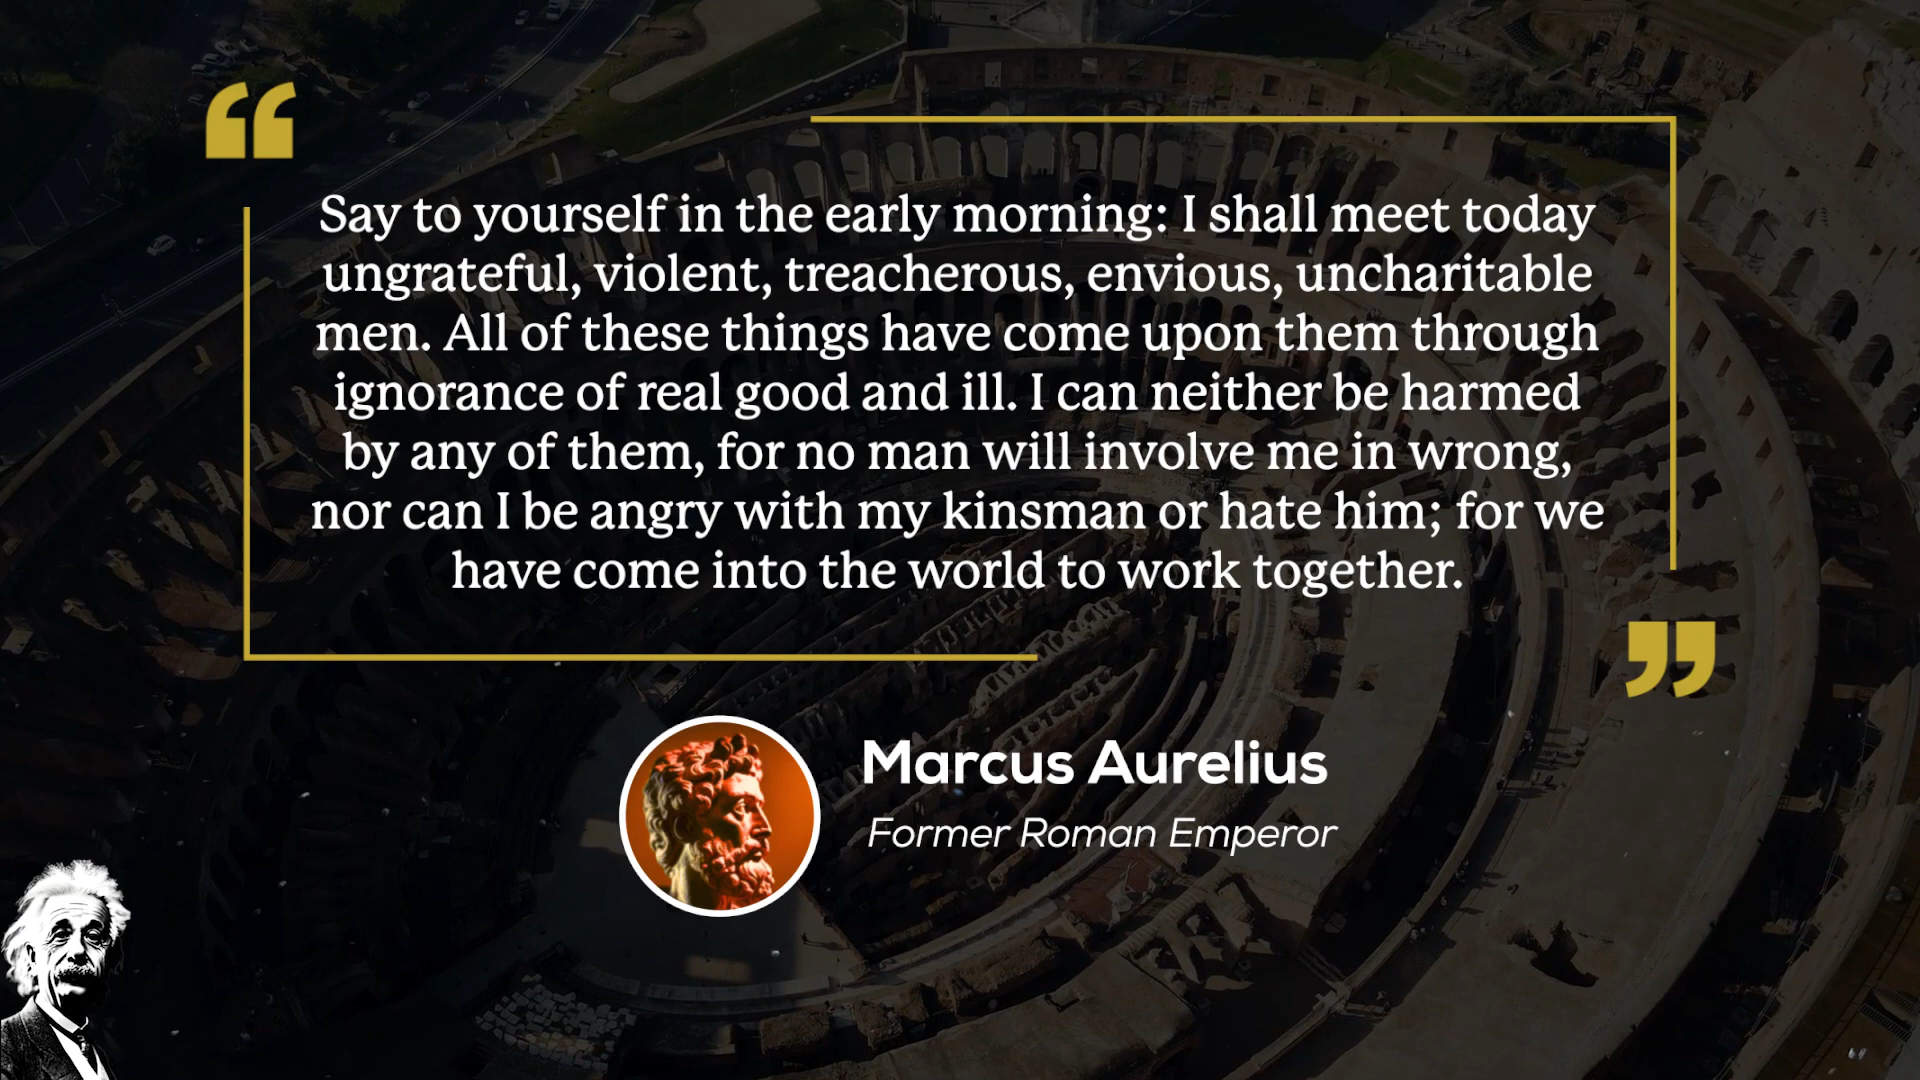 “
Say to yourself in the early morning: I shall meet today
ungrateful, violent, treacherous, envious, uncharitable
men. All of these things have come upon them through
ignorance of real good and ill. I can neither be harmed
by any of them, for no man will involve me in wrong,
nor can I be angry with my kinsman or hate him; for we
have come into the world to work together.
”
Marcus Aurelius
Former Roman Emperor